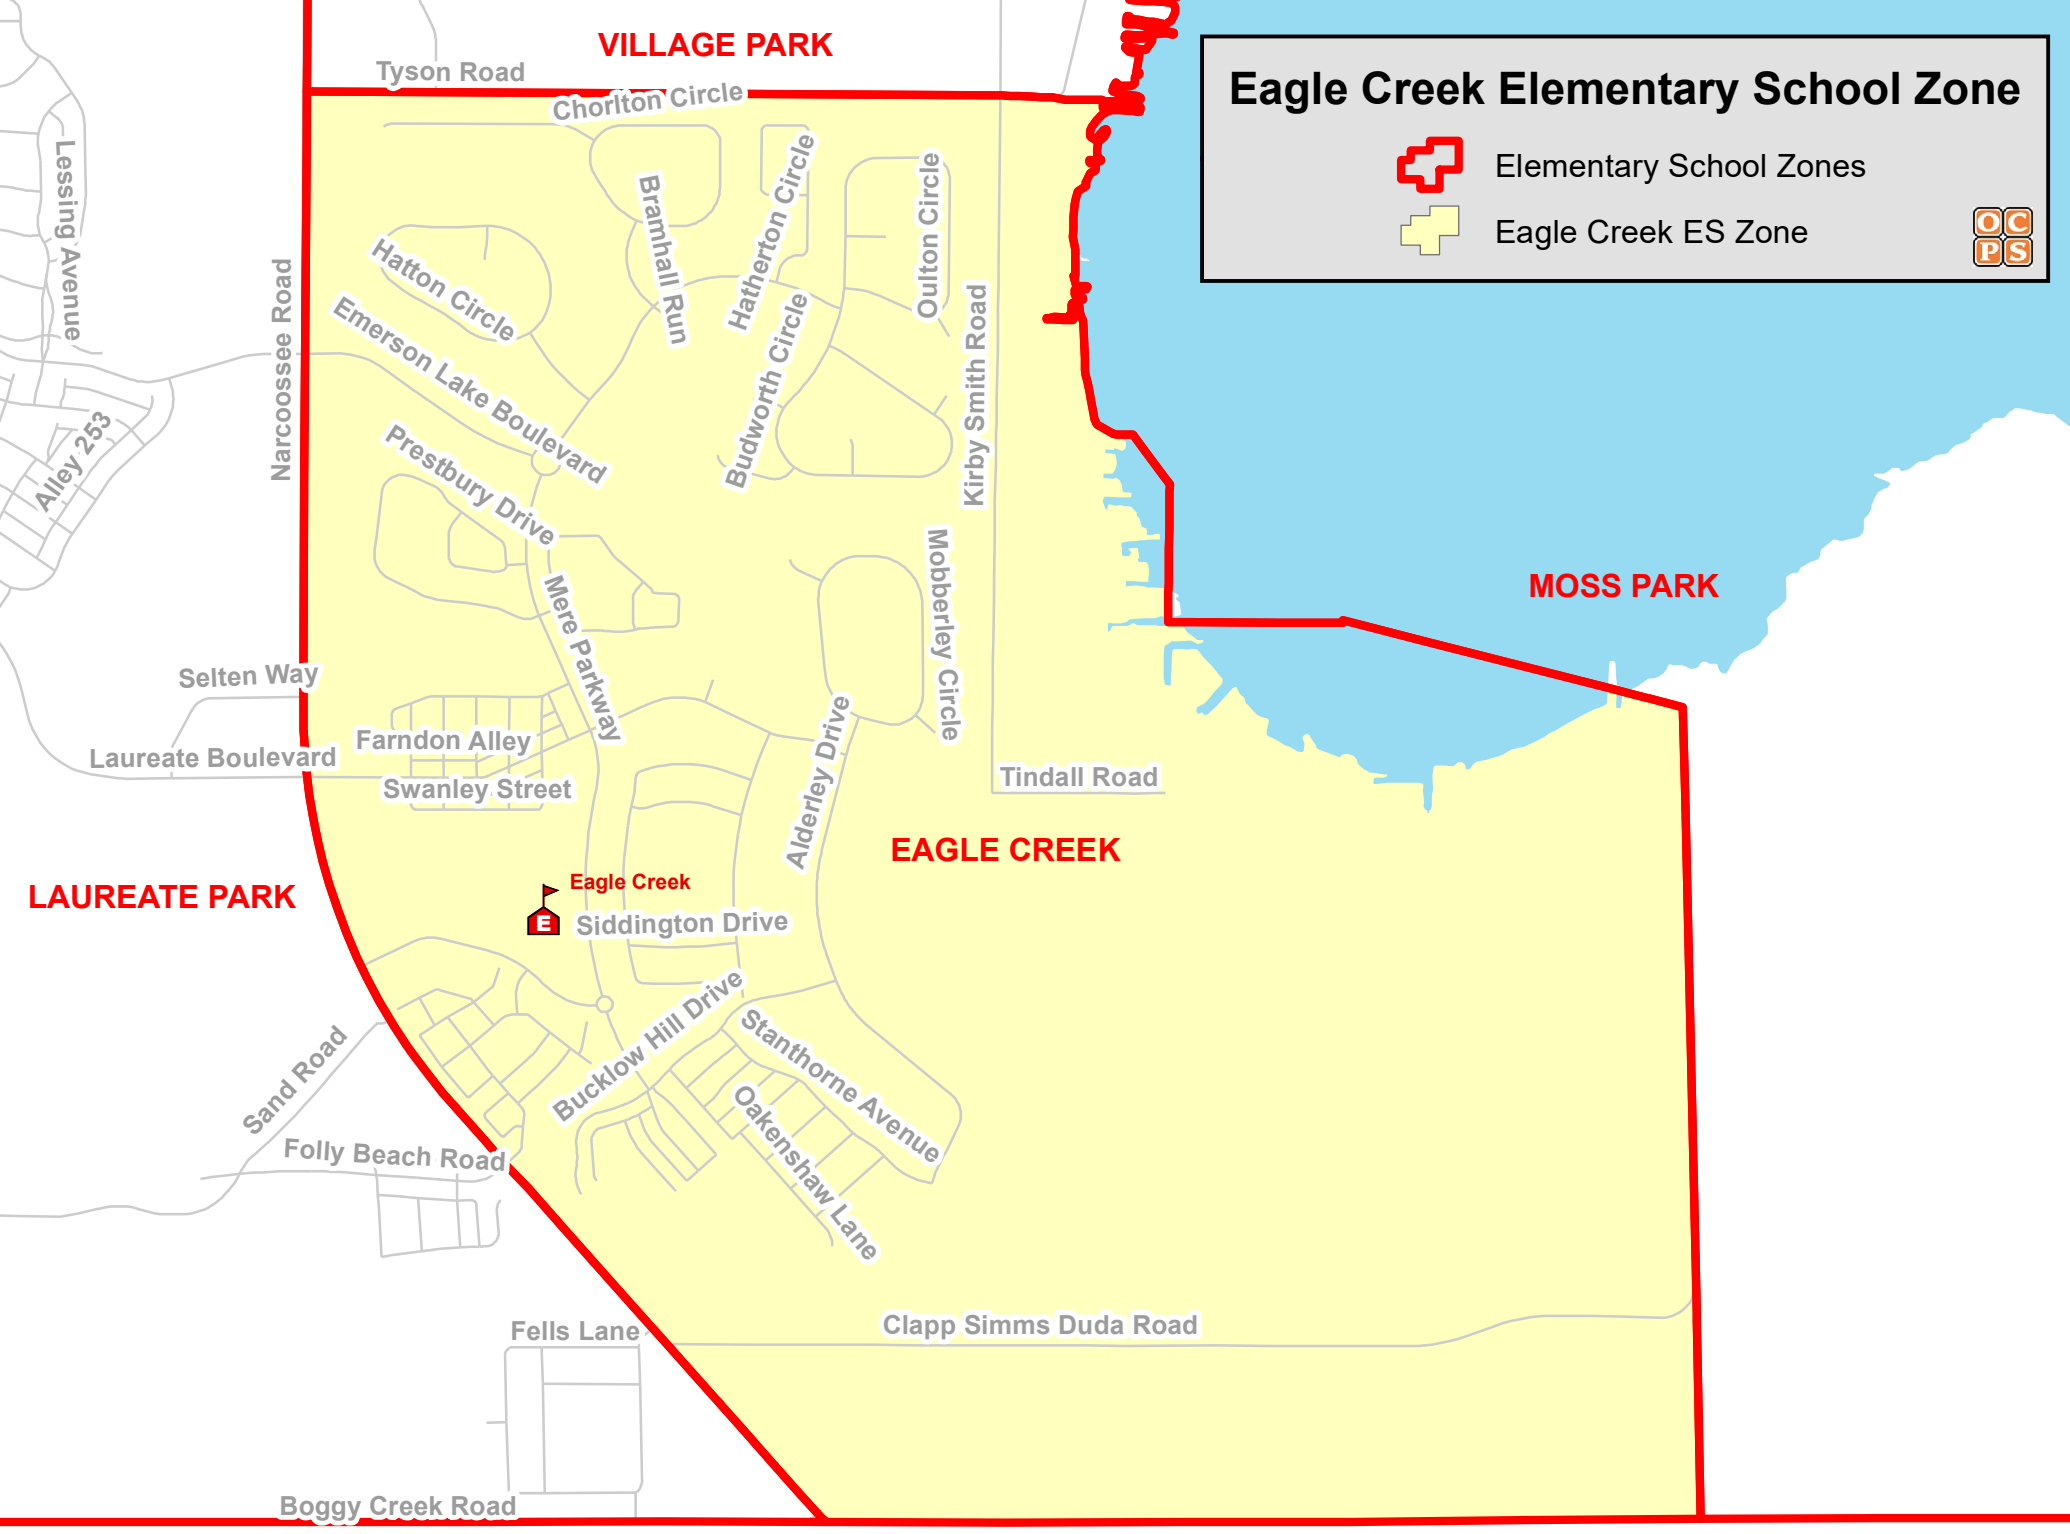 VILLAGE PARK
Tyson Road
Chorlton Circle
Eagle Creek Elementary School Zone
Elementary School Zones
Eagle Creek ES Zone
OC
PS
Lessing Avenue
Bramhall Run
Hatherton Circle
Oulton Circle
Hatton Circle
Narcoossee Road
Emerson Lake Boulevard
Budworth Circle
Kirby Smith Road
Alley 253
Prestbury Drive
Mobberley Circle
Mere Parkway
MOSS PARK
Selten Way
Farndon Alley
Laureate Boulevard
Swanley Street
Alderley Drive
Tindall Road
EAGLE CREEK
LAUREATE PARK
Eagle Creek
E
Siddington Drive
Bucklow Hill Drive
Stanthorne Avenue
Sand Road
Oakenshaw Lane
Folly Beach Road
Fells Lane
Clapp Simms Duda Road
Boggy Creek Road